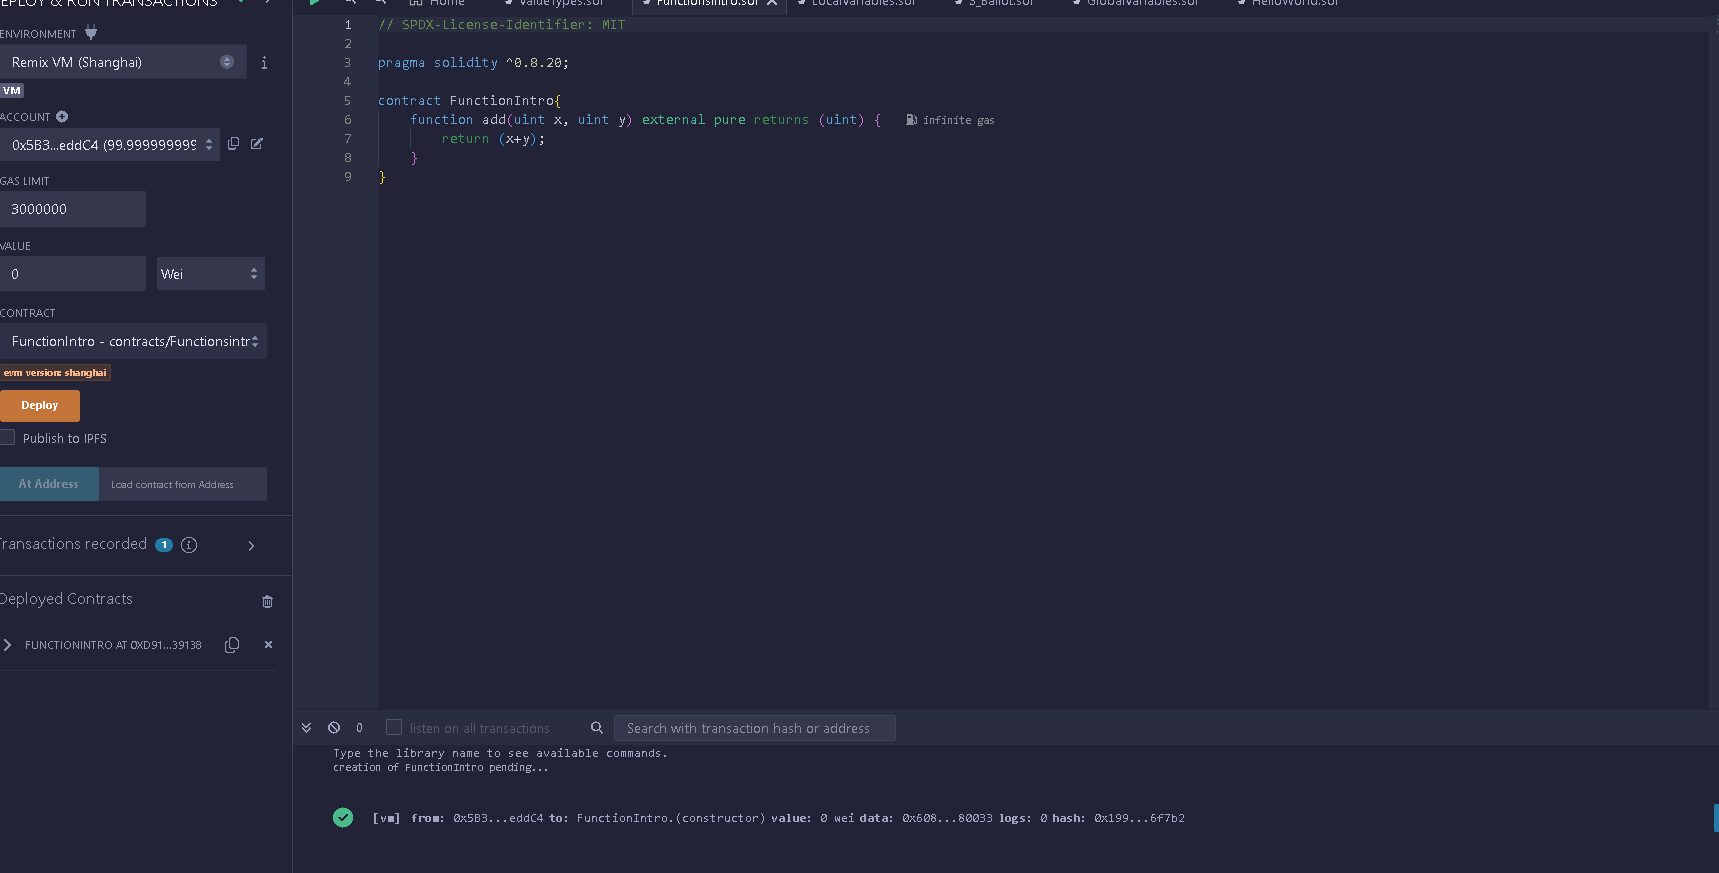 EPLOY & RUN TRANSACTIONS
ENVIRONMENT
Remix VM (Shanghai)
VM
ACCOUNT
0x5B3...eddC4 (99.999999999
GAS LIMIT
3000000
VALUE
0
Wei
CONTRACT
FunctionIntro - contracts/Functionsintr
evm version: shanghai
Deploy
Publish to IPFS
At Address
Load contract from Address
Transactions recorded 1
Deployed Contracts
FUNCTIONINTRO AT 0XD91...39138
Home ValueTypes.sol FunctionsIntro.sol LocalVariables.sol 3_Ballot.sol GlobalVariables.sol HelloWorld.sol
1 // SPDX-License-Identifier: MIT
2
3 pragma solidity ^0.8.20;
4
5 contract FunctionIntro{
6 function add(uint x, uint y) external pure returns (uint) { infinite gas
7 return (x+y);
8 }
9 }
0
listen on all transactions
Search with transaction hash or address
Type the library name to see available commands.
creation of FunctionIntro pending...
[vm] from: 0x5B3...eddC4 to: FunctionIntro.(constructor) value: 0 wei data: 0x608...80033 logs: 0 hash: 0x199...6f7b2